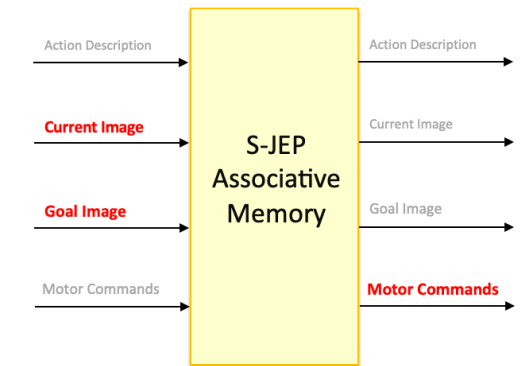 Action Description
Current Image
Goal Image
Motor Commands
S-JEP
Associative
Memory
Action Description
Current Image
Goal Image
Motor Commands